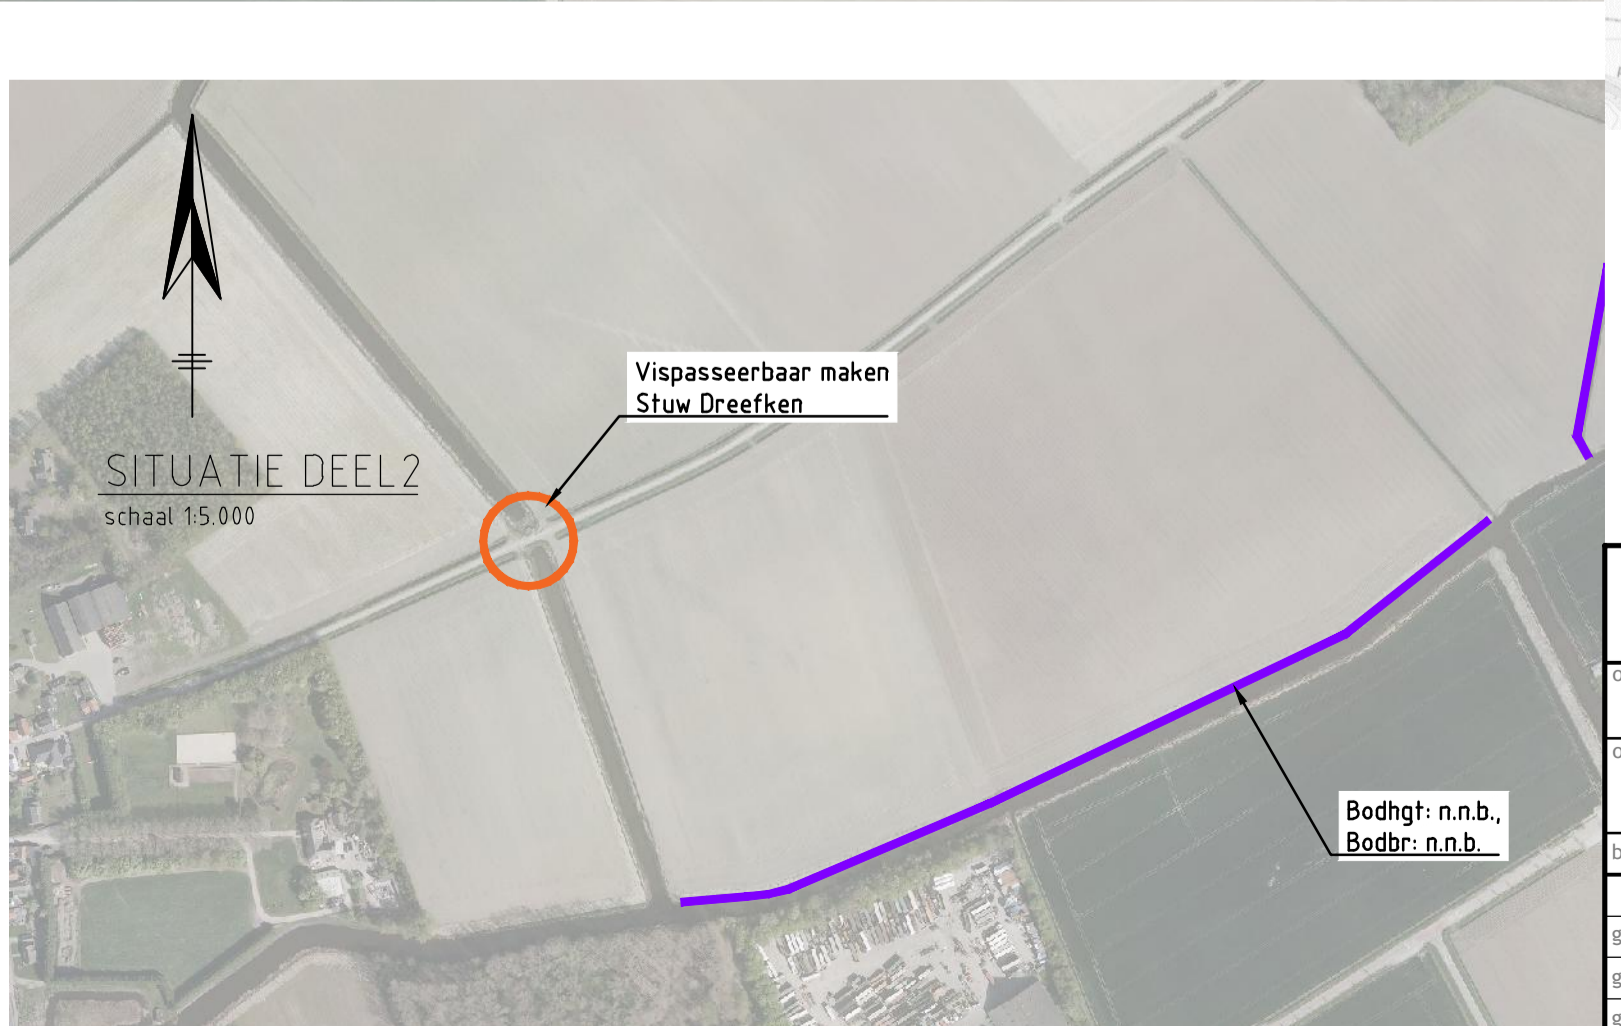 Vispasseerbaar maken
Stuw Dreefken
SITUATIE DEEL2
schaal 1:5.000
Bodhgt: n.n.b.,
Bodbr: n.n.b.